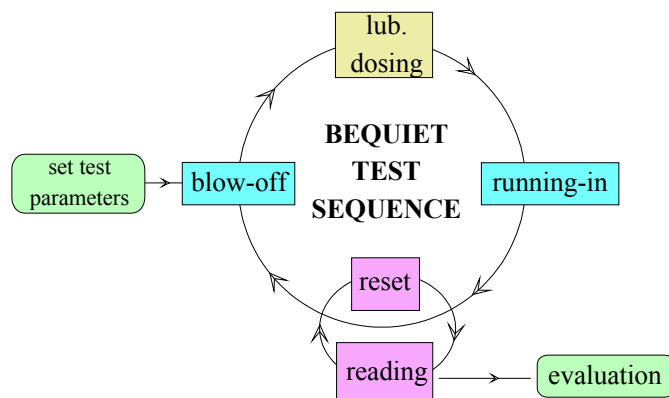 lub.
dosing
BEQUIET
TEST
SEQUENCE
set test
parameters
blow-off
running-in
reset
reading
evaluation